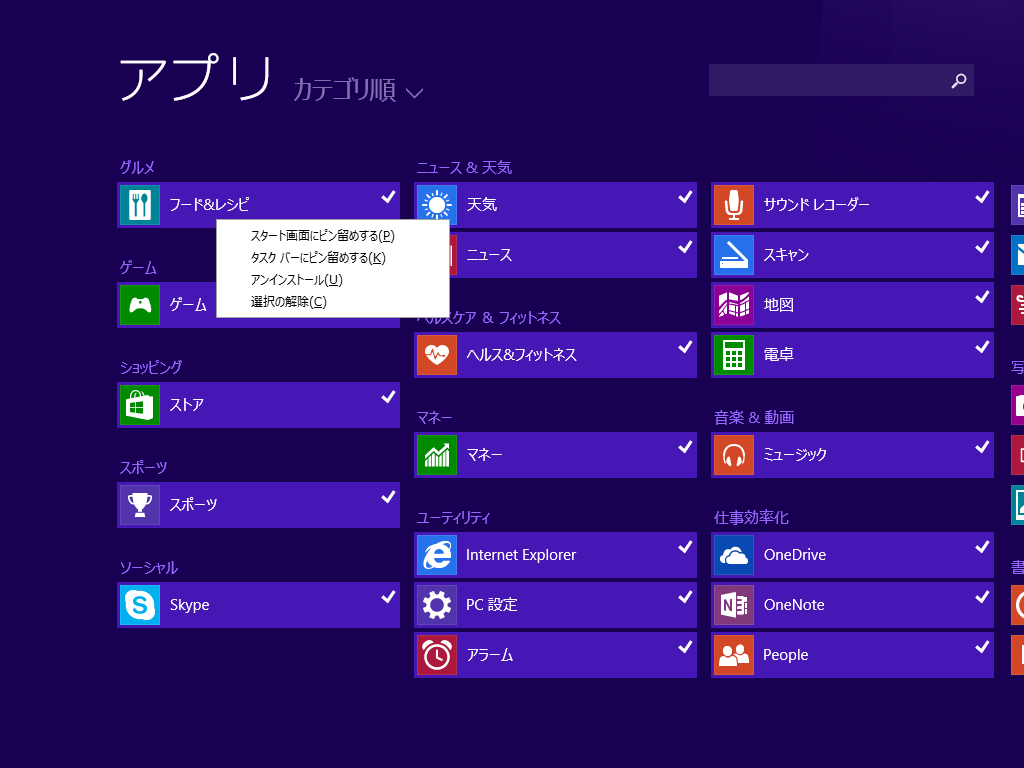 アプリ カテゴリ順
グルメ
フード&レシピ
スタート画面にピン留めする(P)
タスク バーにピン留めする(K)
アンインストール(U)
選択の解除(C)
ゲーム
ゲーム
ショッピング
ストア
スポーツ
スポーツ
ソーシャル
Skype
ニュース & 天気
天気
ニュース
ヘルスケア & フィットネス
ヘルス&フィットネス
マネー
マネー
ユーティリティ
Internet Explorer
PC 設定
アラーム
サウンド レコーダー
スキャン
地図
電卓
音楽 & 動画
ミュージック
仕事効率化
OneDrive
OneNote
People